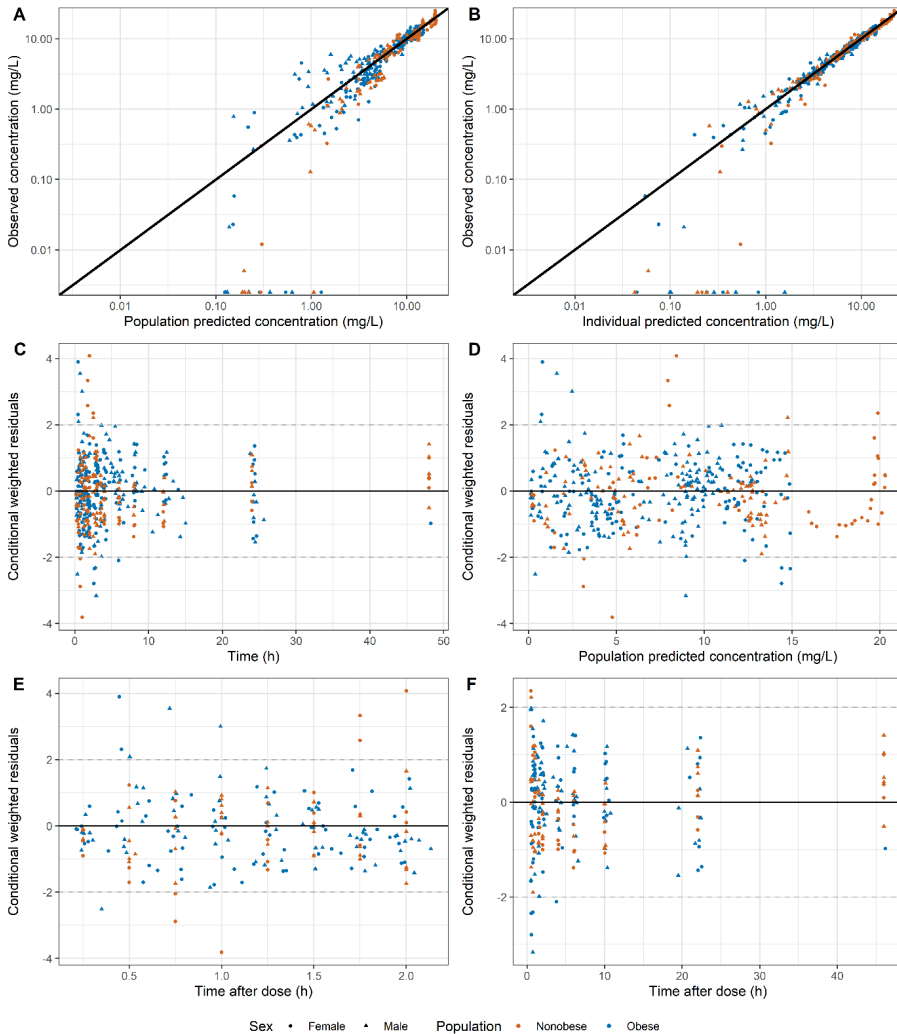 A
B
Observed concentration (mg/L)
10.00
1.00
0.10
0.01
0.01
0.10
1.00
10.00
Population predicted concentration (mg/L)
Observed concentration (mg/L)
10.00
1.00
0.10
0.01
0.01
0.10
1.00
10.00
Individual predicted concentration (mg/L)
C
Conditional weighted residuals
4
2
0
-2
-4
0
10
20
30
40
50
Time (h)
D
Conditional weighted residuals
4
2
0
-2
-4
0
5
10
15
20
Population predicted concentration (mg/L)
E
Conditional weighted residuals
4
2
0
-2
-4
0.5
1.0
1.5
2.0
Time after dose (h)
F
Conditional weighted residuals
2
0
-2
0
10
20
30
40
Time after dose (h)
Sex Female Male Population Nonobese Obese